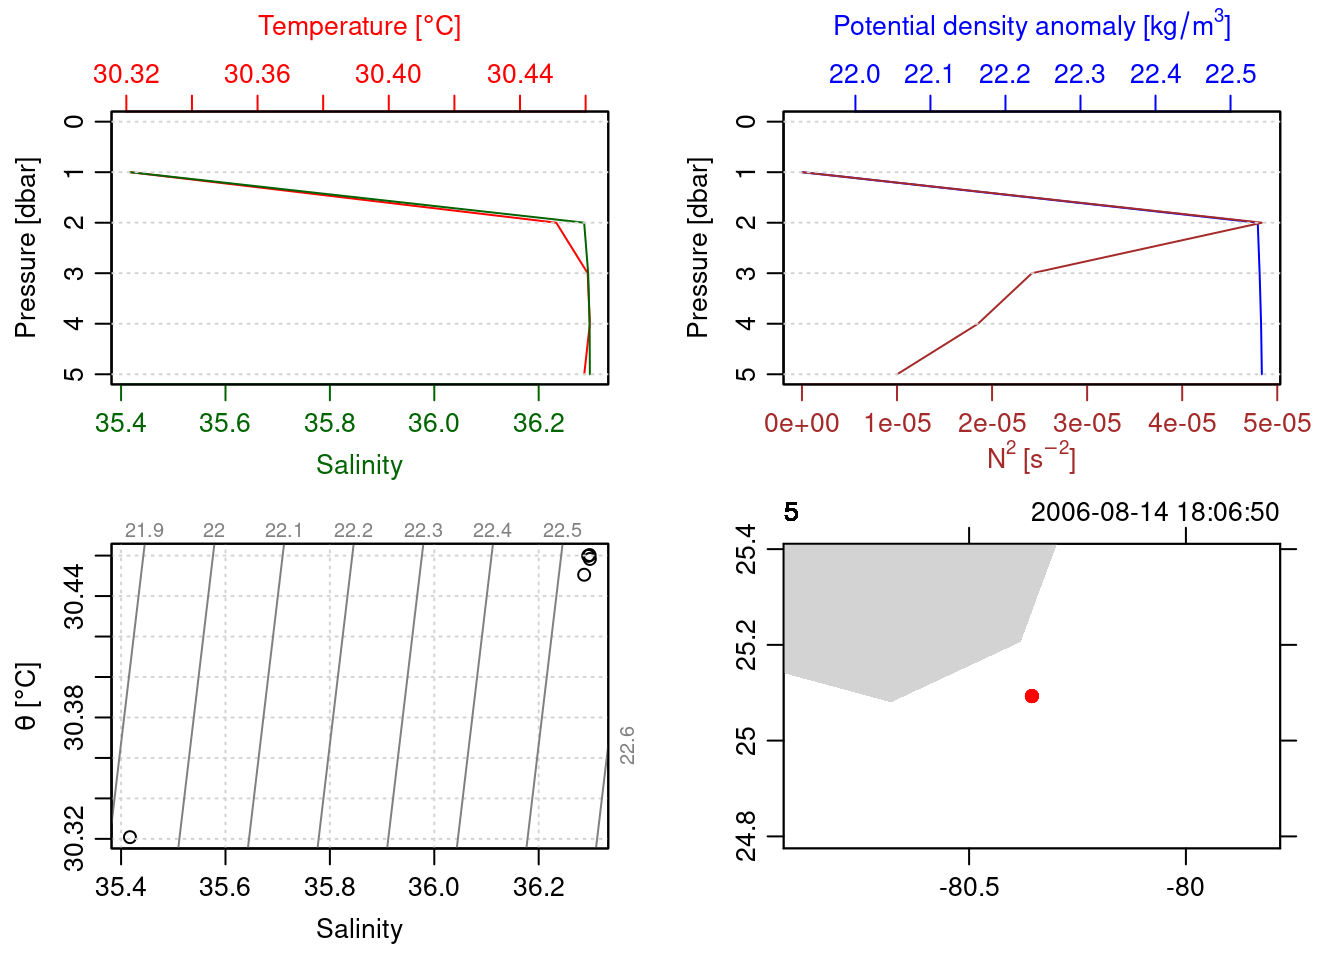 Temperature [°C]
30.32 30.36 30.40 30.44
Pressure [dbar]
0
1
2
3
4
5
35.4 35.6 35.8 36.0 36.2
Salinity
Potential density anomaly [kg/m³]
22.0 22.1 22.2 22.3 22.4 22.5
Pressure [dbar]
0
1
2
3
4
5
0e+00 1e-05 2e-05 3e-05 4e-05 5e-05
N² [s⁻²]
21.9 22 22.1 22.2 22.3 22.4 22.5
22.6
θ [°C]
30.44
30.38
30.32
35.4 35.6 35.8 36.0 36.2
Salinity
5 2006-08-14 18:06:50
25.4
25.2
25
24.8
-80.5 -80